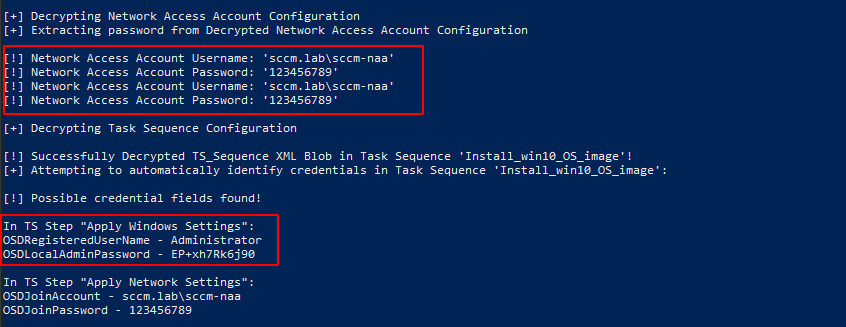 [+] Decrypting Network Access Account Configuration
[+] Extracting password from Decrypted Network Access Account Configuration
[!] Network Access Account Username: 'sccm.lab\sccm-naa'
[!] Network Access Account Password: '123456789'
[!] Network Access Account Username: 'sccm.lab\sccm-naa'
[!] Network Access Account Password: '123456789'
[+] Decrypting Task Sequence Configuration
[!] Successfully Decrypted TS_Sequence XML Blob in Task Sequence 'Install_win10_OS_image'!
[+] Attempting to automatically identify credentials in Task Sequence 'Install_win10_OS_image':
[!] Possible credential fields found!
In TS Step "Apply Windows Settings":
OSDRegisteredUserName - Administrator
OSDLocalAdminPassword - EP+xh7Rk6j90
In TS Step "Apply Network Settings":
OSDJoinAccount - sccm.lab\sccm-naa
OSDJoinPassword - 123456789